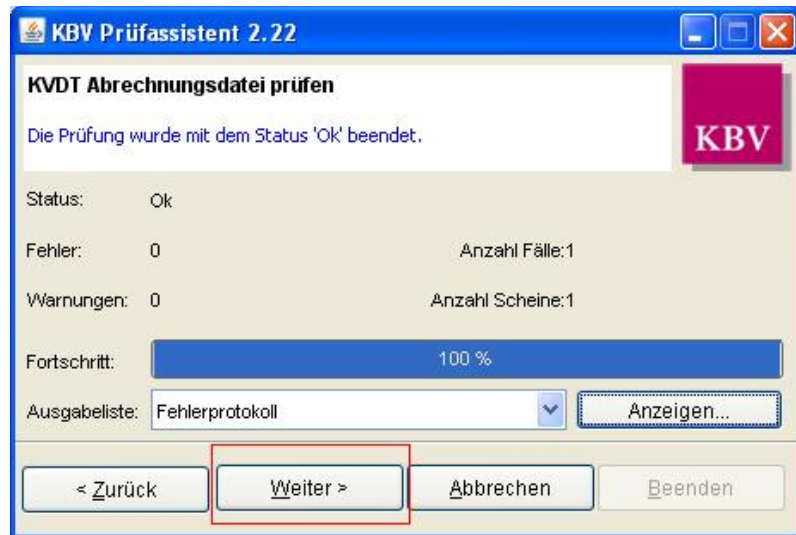 KBV Prüfassistent 2.22
KVDT Abrechnungsdatei prüfen
Die Prüfung wurde mit dem Status 'Ok' beendet.
KBV
Status: Ok
Fehler: 0 Anzahl Fälle:1
Warnungen: 0 Anzahl Scheine:1
Fortschritt: 100 %
Ausgabeliste: Fehlerprotokoll Anzeigen...
< Zurück Weiter > Abbrechen Beenden